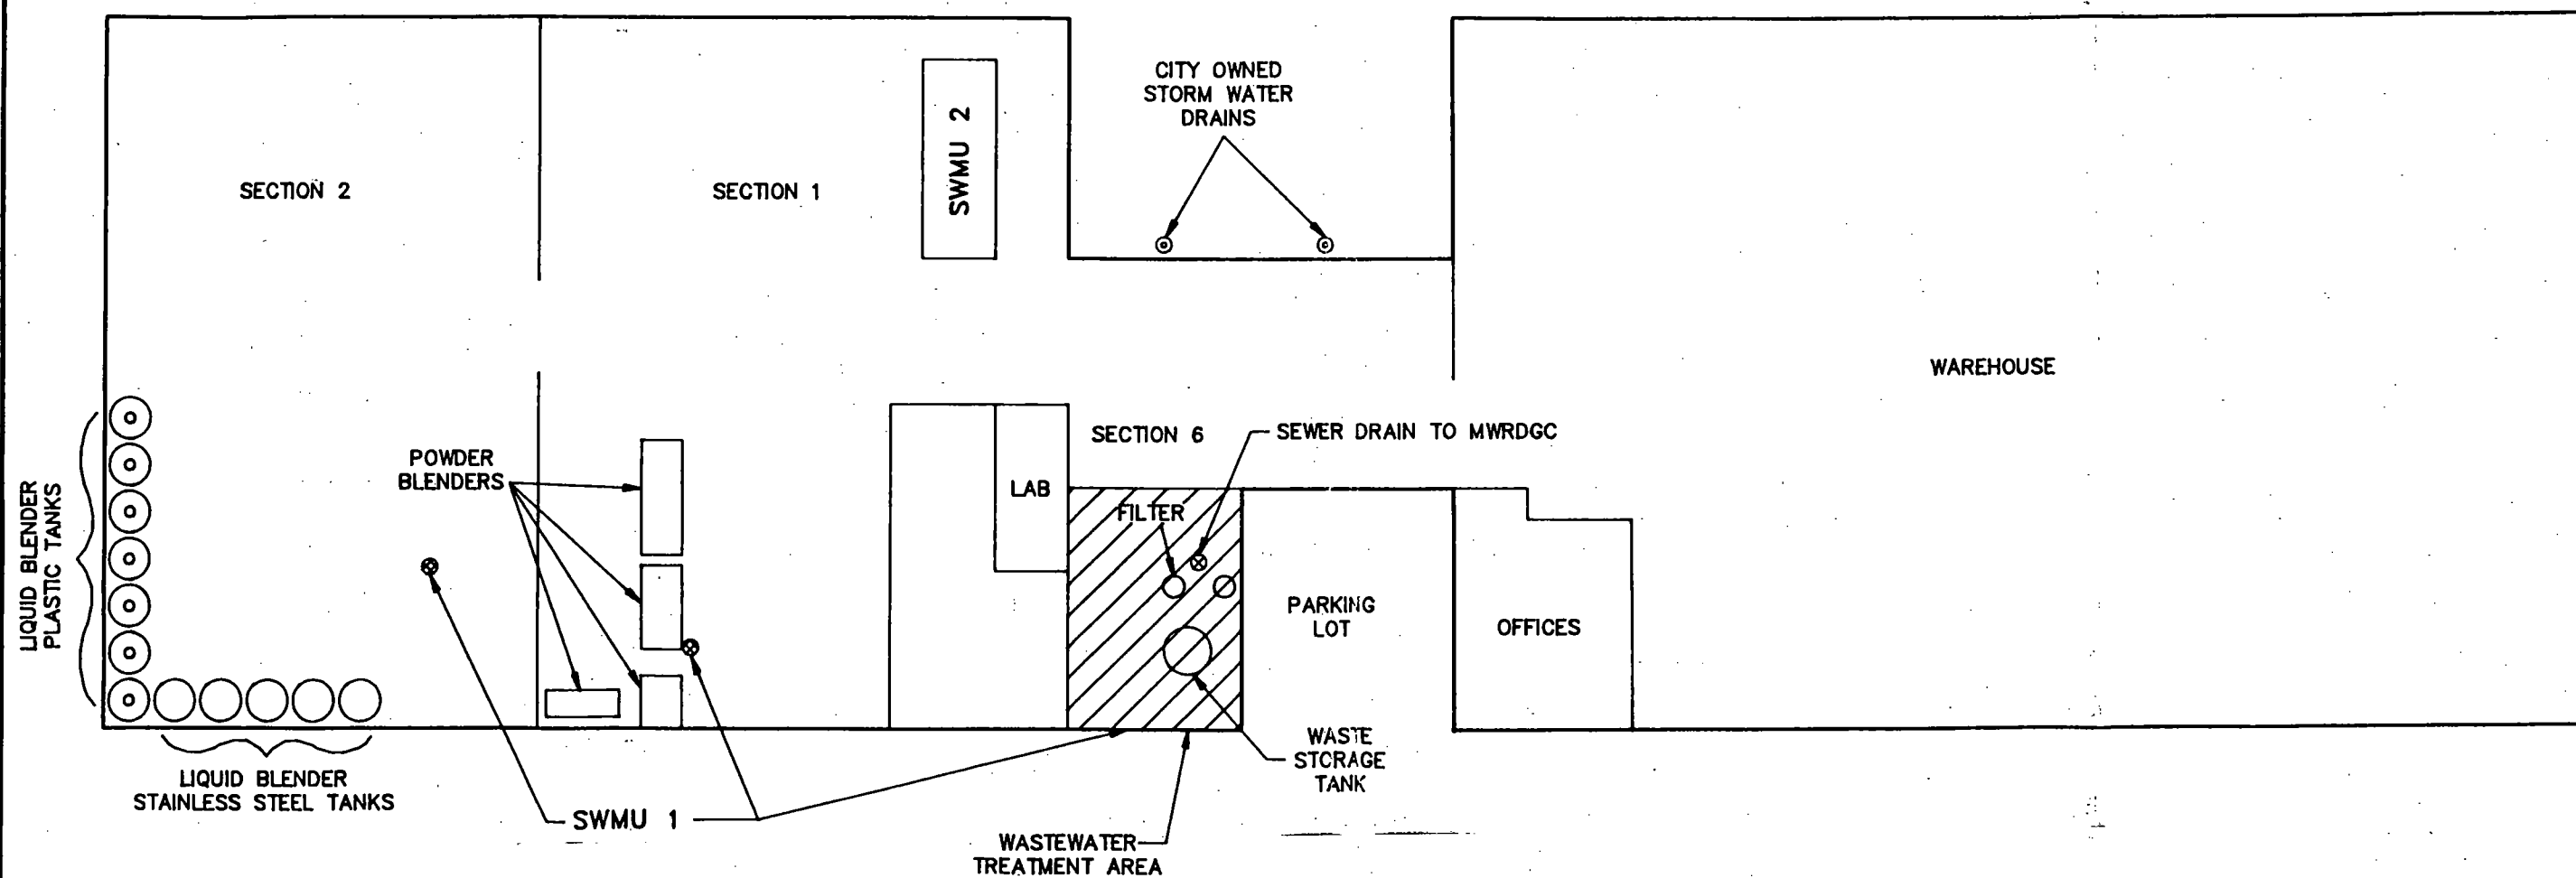 CITY OWNED
STORM WATER
DRAINS
SWMU 2
SECTION 2
SECTION 1
WAREHOUSE
SECTION 6
SEWER DRAIN TO MWRDGC
POWDER
BLENDERS
LAB
FILTER
LIQUID BLENDER
PLASTIC TANKS
PARKING
LOT
OFFICES
WASTE
STORAGE
TANK
LIQUID BLENDER
STAINLESS STEEL TANKS
SWMU 1
WASTEWATER
TREATMENT AREA